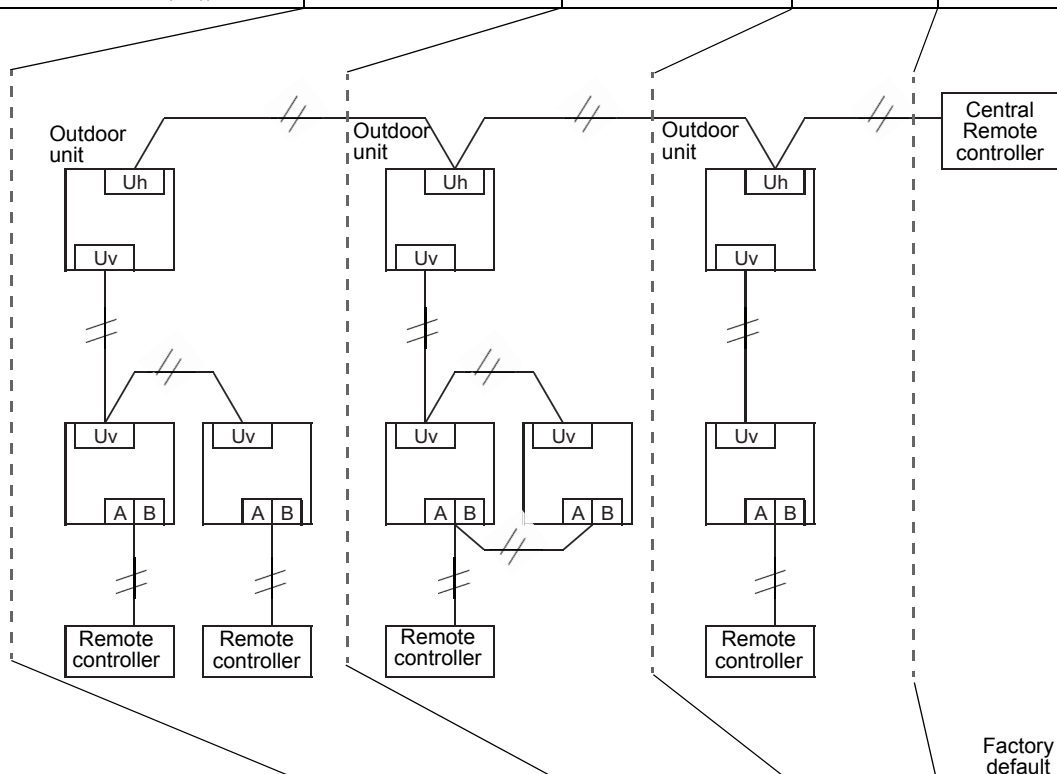 Central
Remote
controller
Outdoor
unit
Outdoor
unit
Outdoor
unit
Uh
Uh
Uh
Uv
Uv
Uv
Uv
Uv
Uv
Uv
Uv
A B
A B
A B
A B
A B
Remote
controller
Remote
controller
Remote
controller
Remote
controller
Factory
default